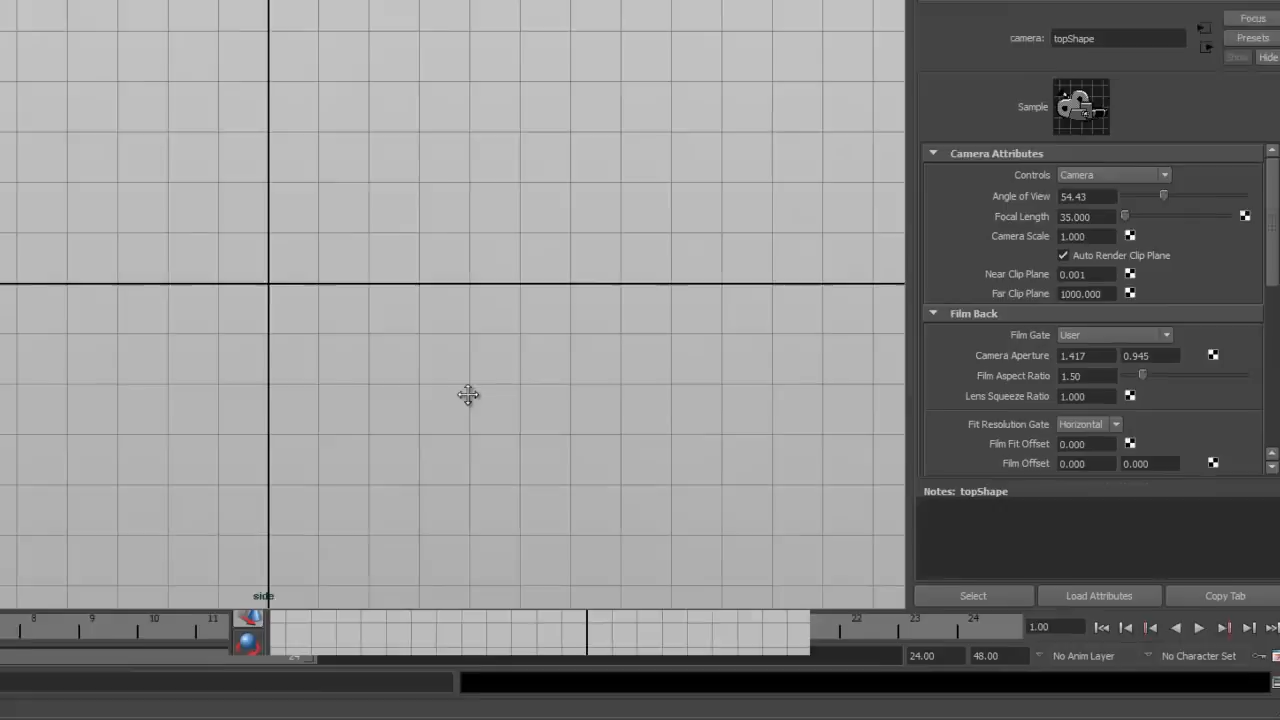 Focus
camera: topShape
Presets
Show Hide
Sample
Camera Attributes
Controls Camera
Angle of View 54.43
Focal Length 35.000
Camera Scale 1.000
Auto Render Clip Plane
Near Clip Plane 0.001
Far Clip Plane 1000.000
Film Back
Film Gate User
Camera Aperture 1.417 0.945
Film Aspect Ratio 1.50
Lens Squeeze Ratio 1.000
Fit Resolution Gate Horizontal
Film Fit Offset 0.000
Film Offset 0.000 0.000
Notes: topShape
side
Select Load Attributes Copy Tab
8 9 10 11 22 23 24 1.00
24 24.00 48.00 No Anim Layer No Character Set